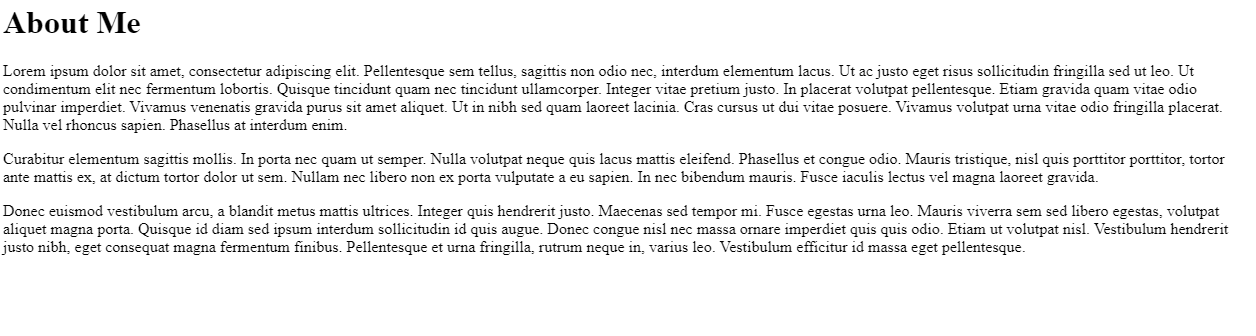 About Me
Lorem ipsum dolor sit amet, consectetur adipiscing elit. Pellentesque sem tellus, sagittis non odio nec, interdum elementum lacus. Ut ac justo eget risus sollicitudin fringilla sed ut leo. Ut
condimentum elit nec fermentum lobortis. Quisque tincidunt quam nec tincidunt ullamcorper. Integer vitae pretium justo. In placerat volutpat pellentesque. Etiam gravida quam vitae odio
pulvinar imperdiet. Vivamus venenatis gravida purus sit amet aliquet. Ut in nibh sed quam laoreet lacinia. Cras cursus ut dui vitae posuere. Vivamus volutpat urna vitae odio fringilla placerat.
Nulla vel rhoncus sapien. Phasellus at interdum enim.
Curabitur elementum sagittis mollis. In porta nec quam ut semper. Nulla volutpat neque quis lacus mattis eleifend. Phasellus et congue odio. Mauris tristique, nisl quis porttitor porttitor, tortor
ante mattis ex, at dictum tortor dolor ut sem. Nullam nec libero non ex porta vulputate a eu sapien. In nec bibendum mauris. Fusce iaculis lectus vel magna laoreet gravida.
Donec euismod vestibulum arcu, a blandit metus mattis ultrices. Integer quis hendrerit justo. Maecenas sed tempor mi. Fusce egestas urna leo. Mauris viverra sem sed libero egestas, volutpat
aliquet magna porta. Quisque id diam sed ipsum interdum sollicitudin id quis augue. Donec congue nisl nec massa ornare imperdiet quis quis odio. Etiam ut volutpat nisl. Vestibulum hendrerit
justo nibh, eget consequat magna fermentum finibus. Pellentesque et urna fringilla, rutrum neque in, varius leo. Vestibulum efficitur id massa eget pellentesque.